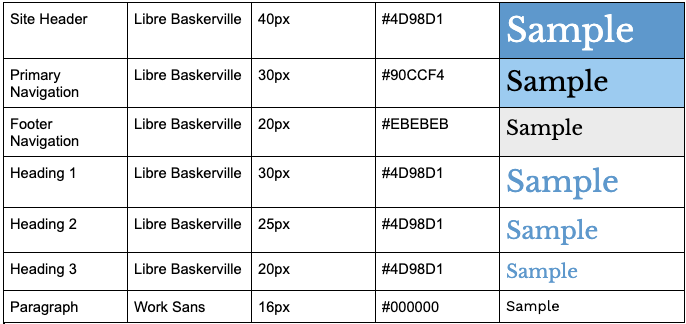 Site Header Libre Baskerville 40px #4D98D1 Sample
Primary Navigation Libre Baskerville 30px #90CCF4 Sample
Footer Navigation Libre Baskerville 20px #EBEBEB Sample
Heading 1 Libre Baskerville 30px #4D98D1 Sample
Heading 2 Libre Baskerville 25px #4D98D1 Sample
Heading 3 Libre Baskerville 20px #4D98D1 Sample
Paragraph Work Sans 16px #000000 Sample